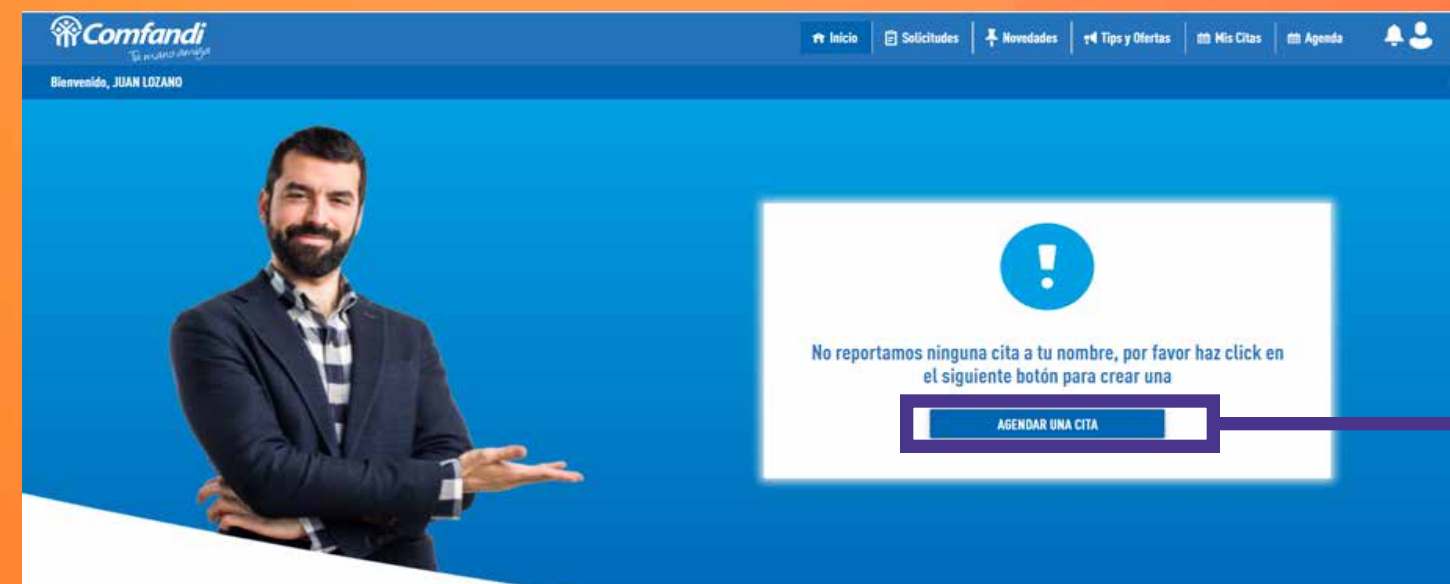 Comfandi
Tu mano amiga
Inicio
Solicitudes
Novedades
Tips y Ofertas
Mis Citas
Agenda
Bienvenido, JUAN LOZANO
No reportamos ninguna cita a tu nombre, por favor haz click en
el siguiente botón para crear una
AGENDAR UNA CITA